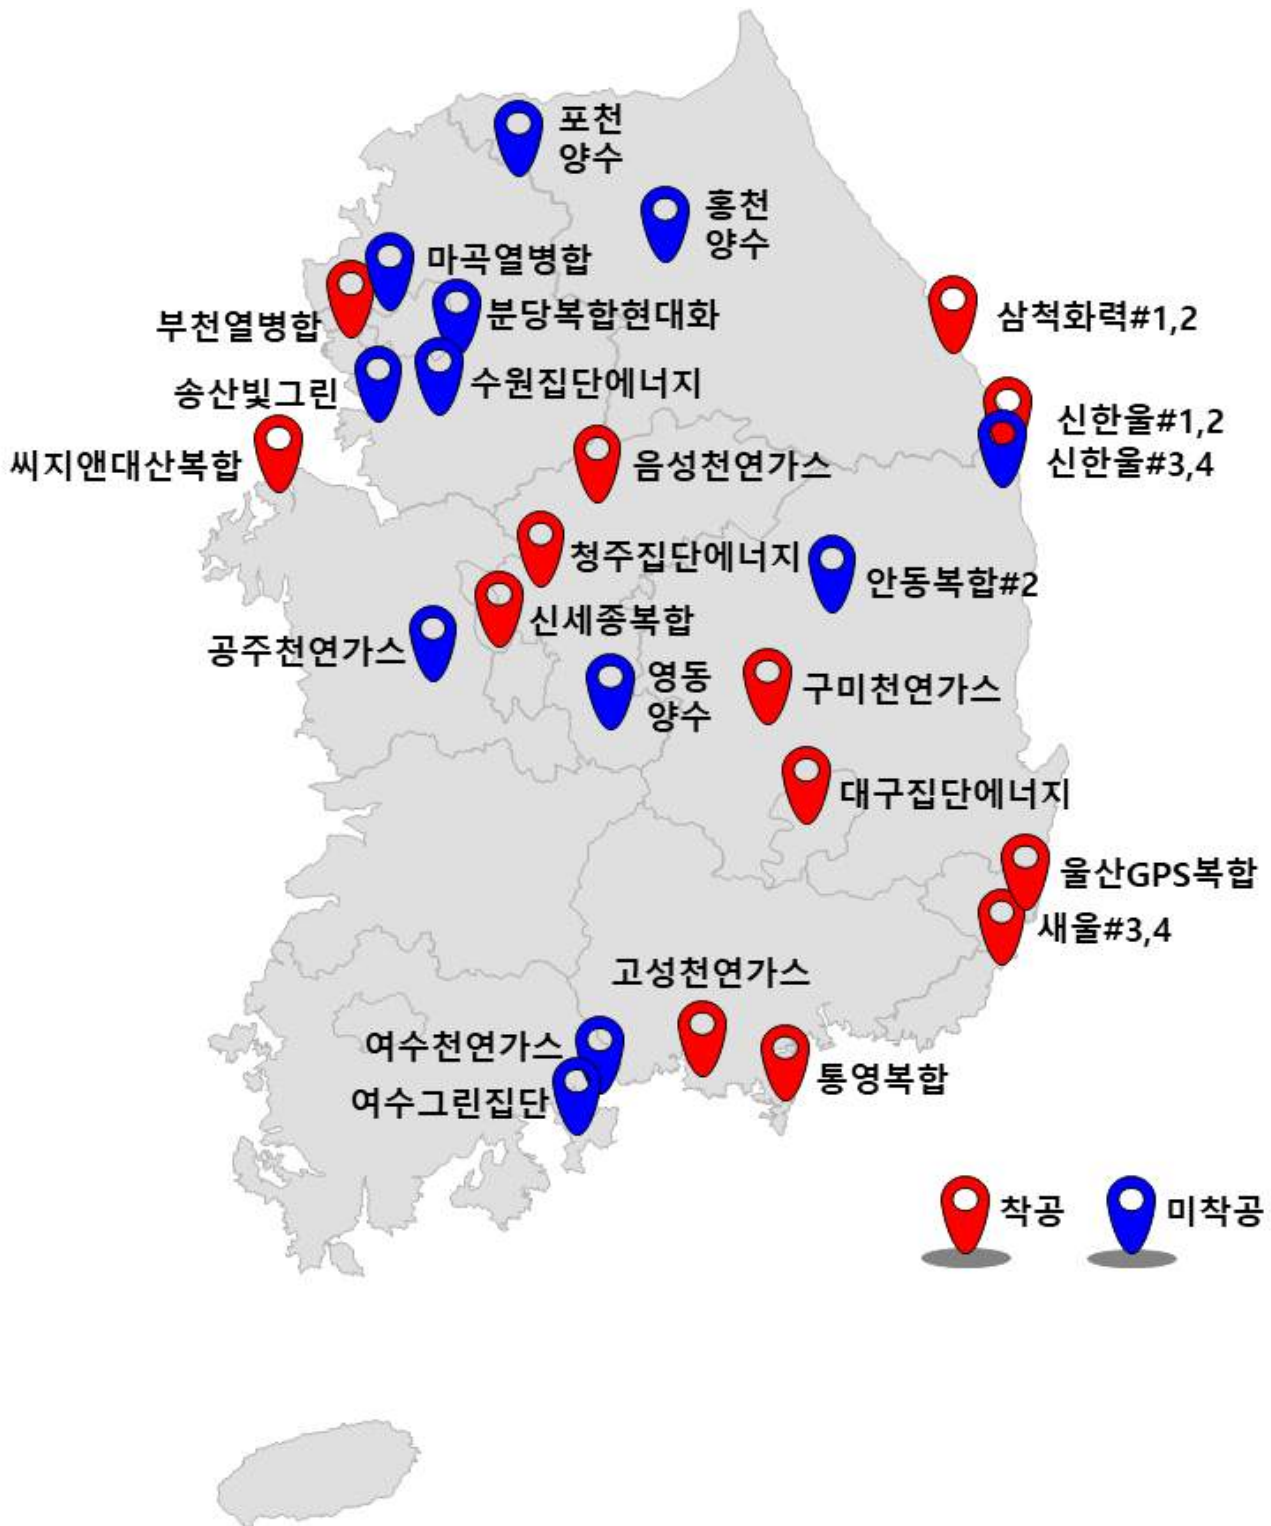 포천
양수
홍천
양수
마곡열병합
부천열병합
분당복합현대화
삼척화력#1,2
송산빛그린
수원집단에너지
신한울#1,2
신한울#3,4
씨지앤대산복합
음성천연가스
청주집단에너지
안동복합#2
신세종복합
공주천연가스
영동
양수
구미천연가스
대구집단에너지
울산GPS복합
새울#3,4
고성천연가스
여수천연가스
통영복합
여수그린집단
착공
미착공